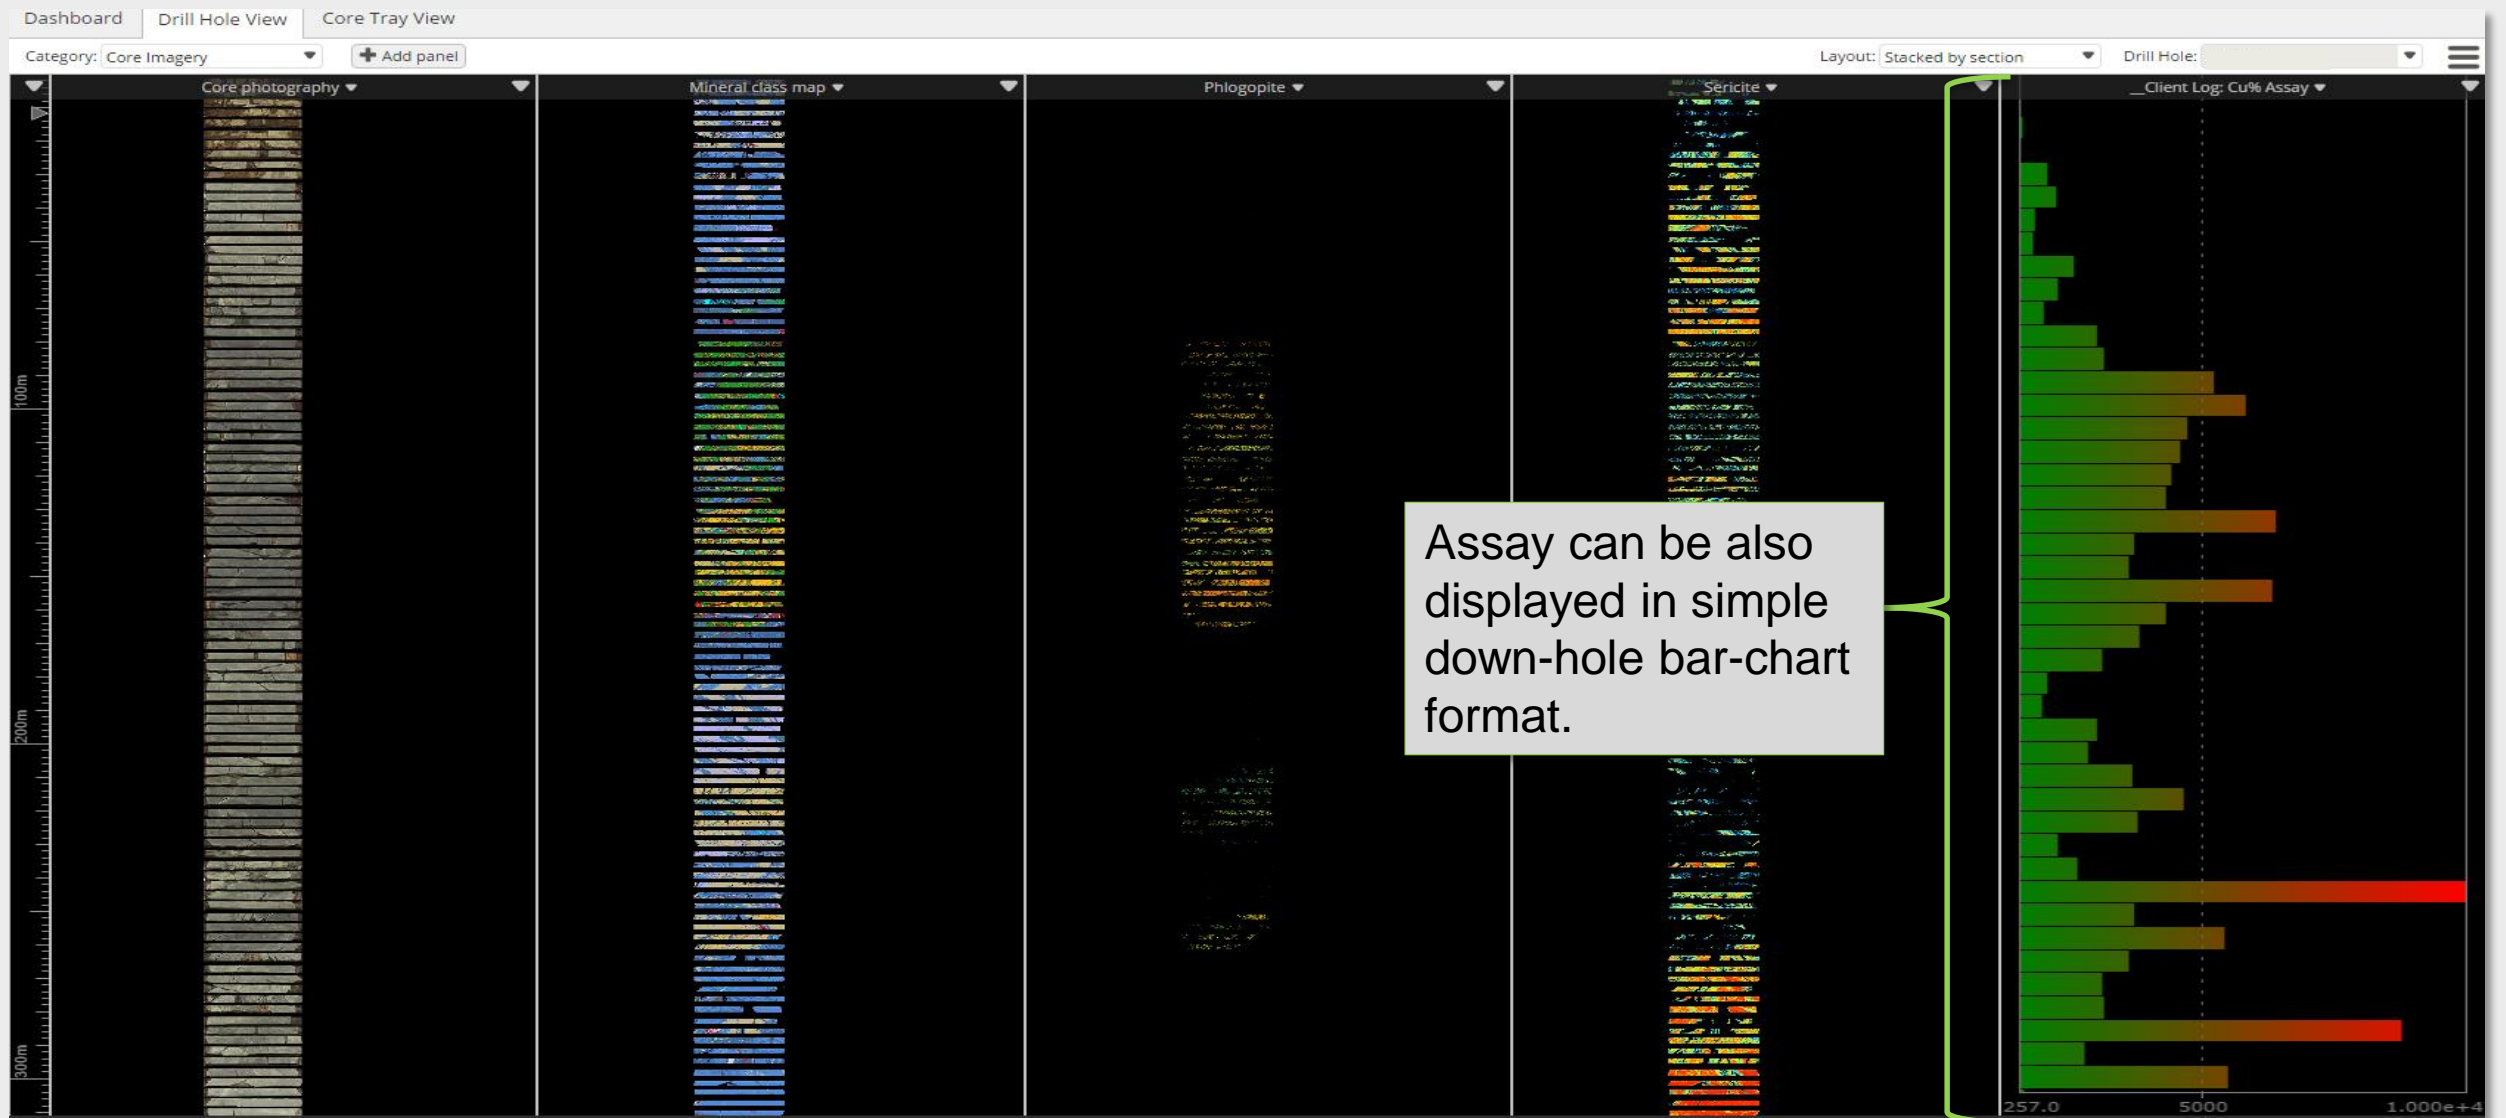 Dashboard
Drill Hole View
Core Tray View
Category: Core Imagery
Add panel
Layout: Stacked by section
Drill Hole:
Core photography
Mineral class map
Phlogopite
Sericite
__Client Log: Cu% Assay
100m
200m
300m
Assay can be also
displayed in simple
down-hole bar-chart
format.
257.0
5000
1.000e+4